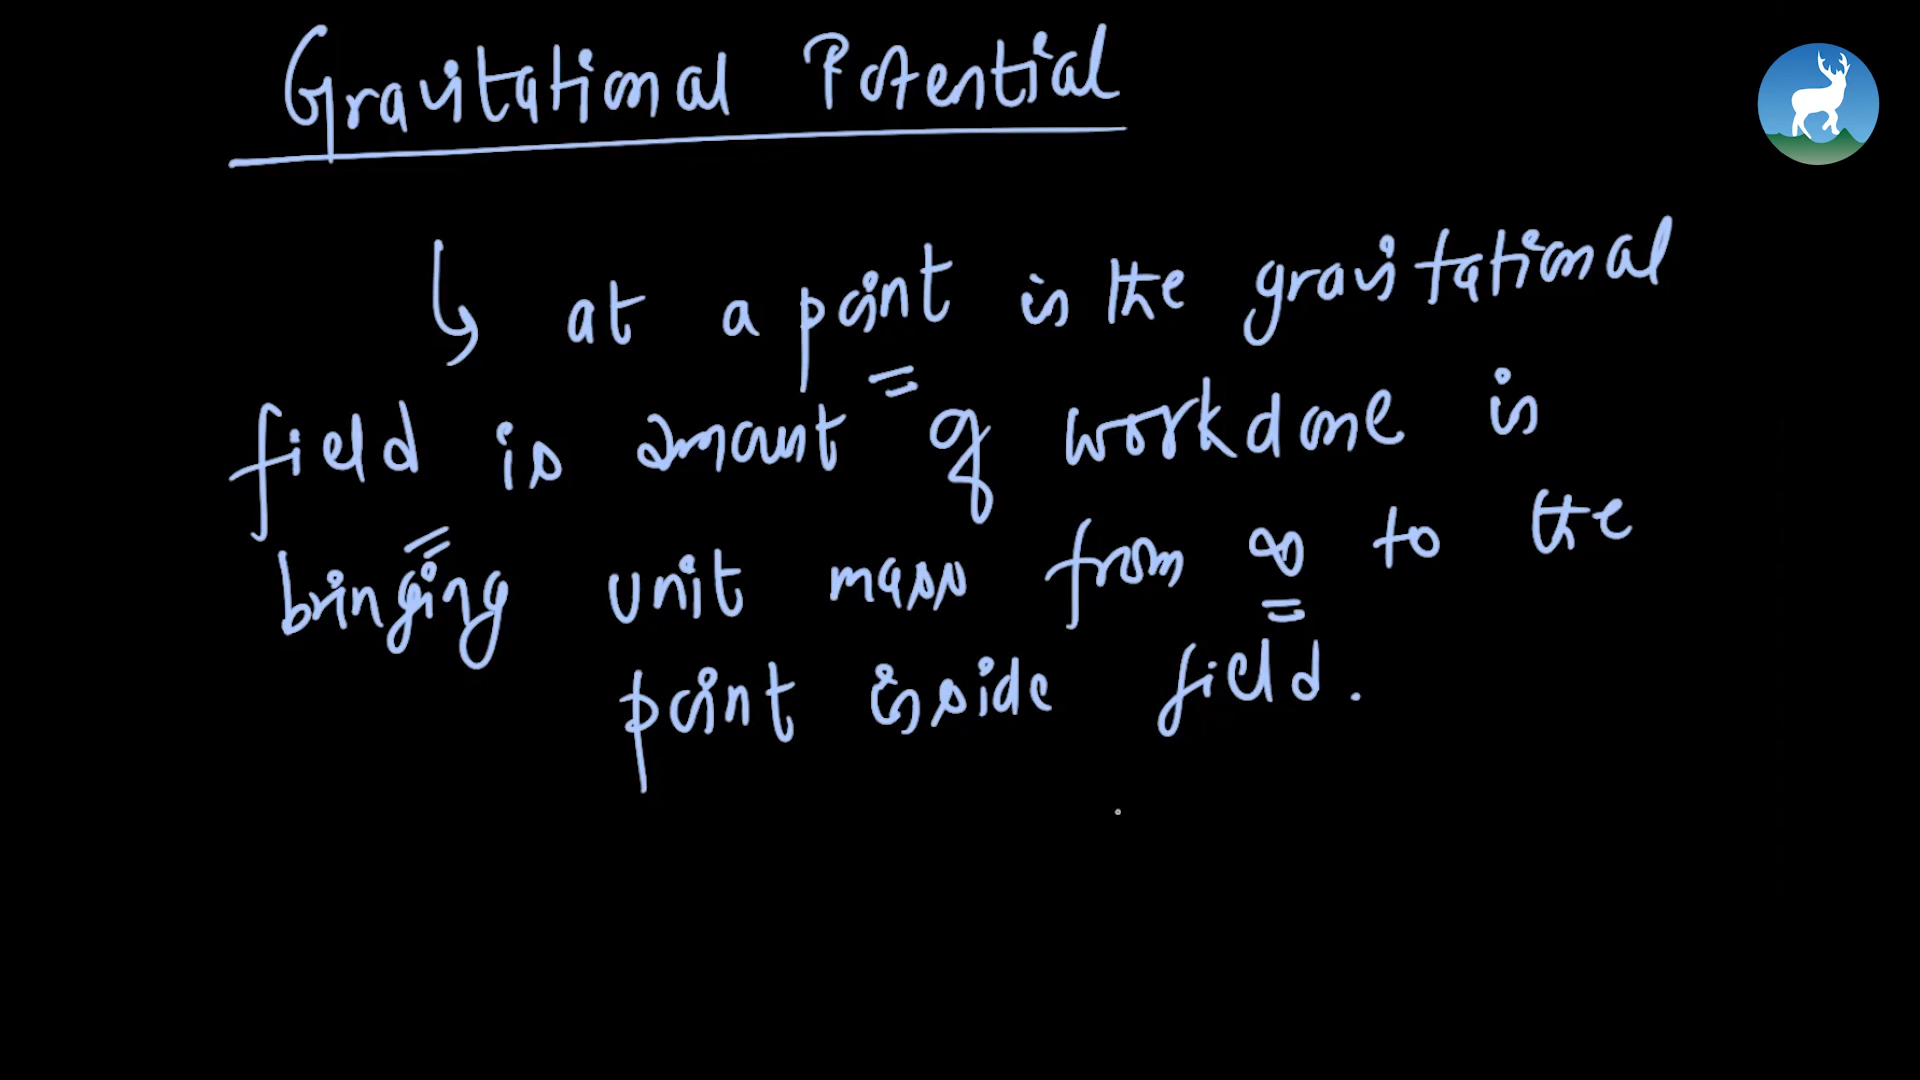 Gravitational Potential
↳ at a point in the gravitational
field is amount of workdone in
bringing unit mass from ∞ to the
point inside field.